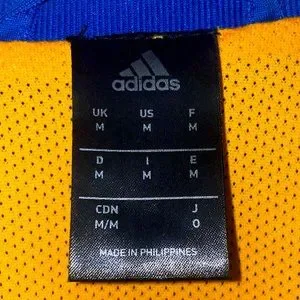 adidas
UK US F
M M M
D I E
M M M
CDN J
M/M O
MADE IN PHILIPPINES